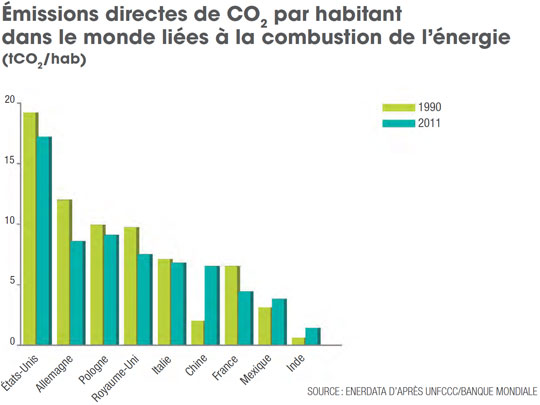 Émissions directes de CO₂ par habitant
dans le monde liées à la combustion de l’énergie
(tCO₂/hab)
20
15
10
5
0
1990
2011
États-Unis
Allemagne
Pologne
Royaume-Uni
Italie
Chine
France
Mexique
Inde
SOURCE : ENERDATA D’APRÈS UNFCCC/BANQUE MONDIALE